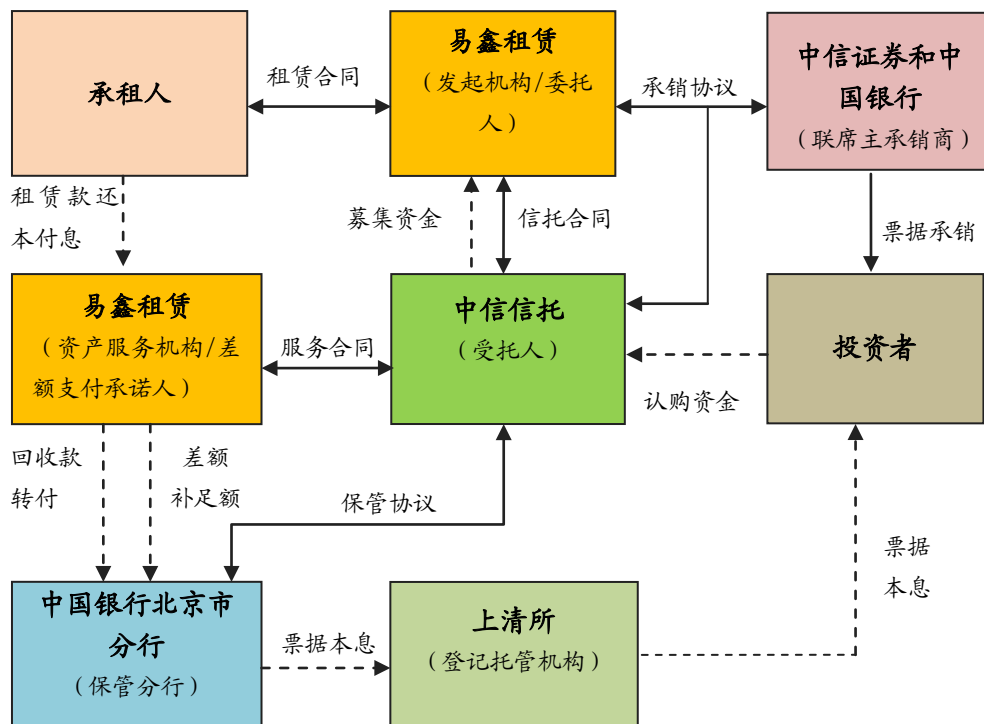 承租人
租赁合同
易鑫租赁
（发起机构/委托
人）
承销协议
中信证券和中
国银行
（联席主承销商）
租赁款还
本付息
募集资金
信托合同
票据承销
易鑫租赁
（资产服务机构/差
额支付承诺人）
服务合同
中信信托
（受托人）
认购资金
投资者
回收款
转付
差额
补足额
保管协议
票据
本息
中国银行北京市
分行
（保管分行）
票据本息
上清所
（登记托管机构）